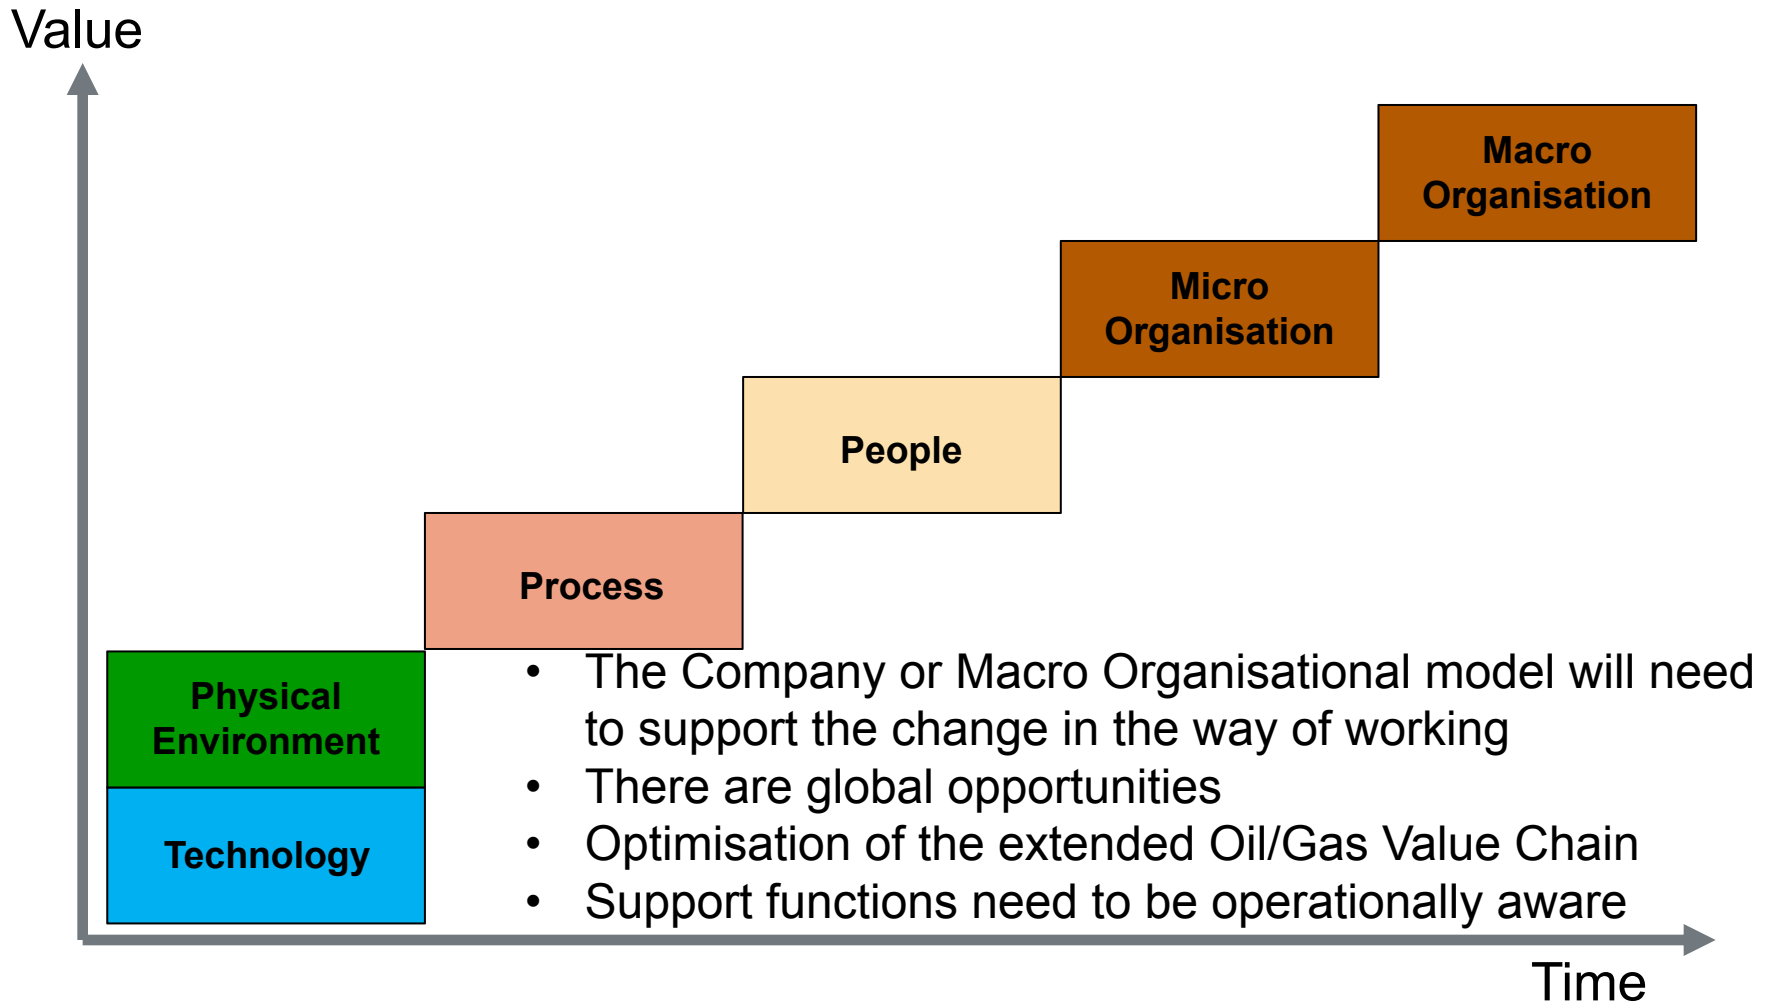 Value
Macro
Organisation
Micro
Organisation
People
Process
Physical
Environment
Technology
• The Company or Macro Organisational model will need
to support the change in the way of working
• There are global opportunities
• Optimisation of the extended Oil/Gas Value Chain
• Support functions need to be operationally aware
Time